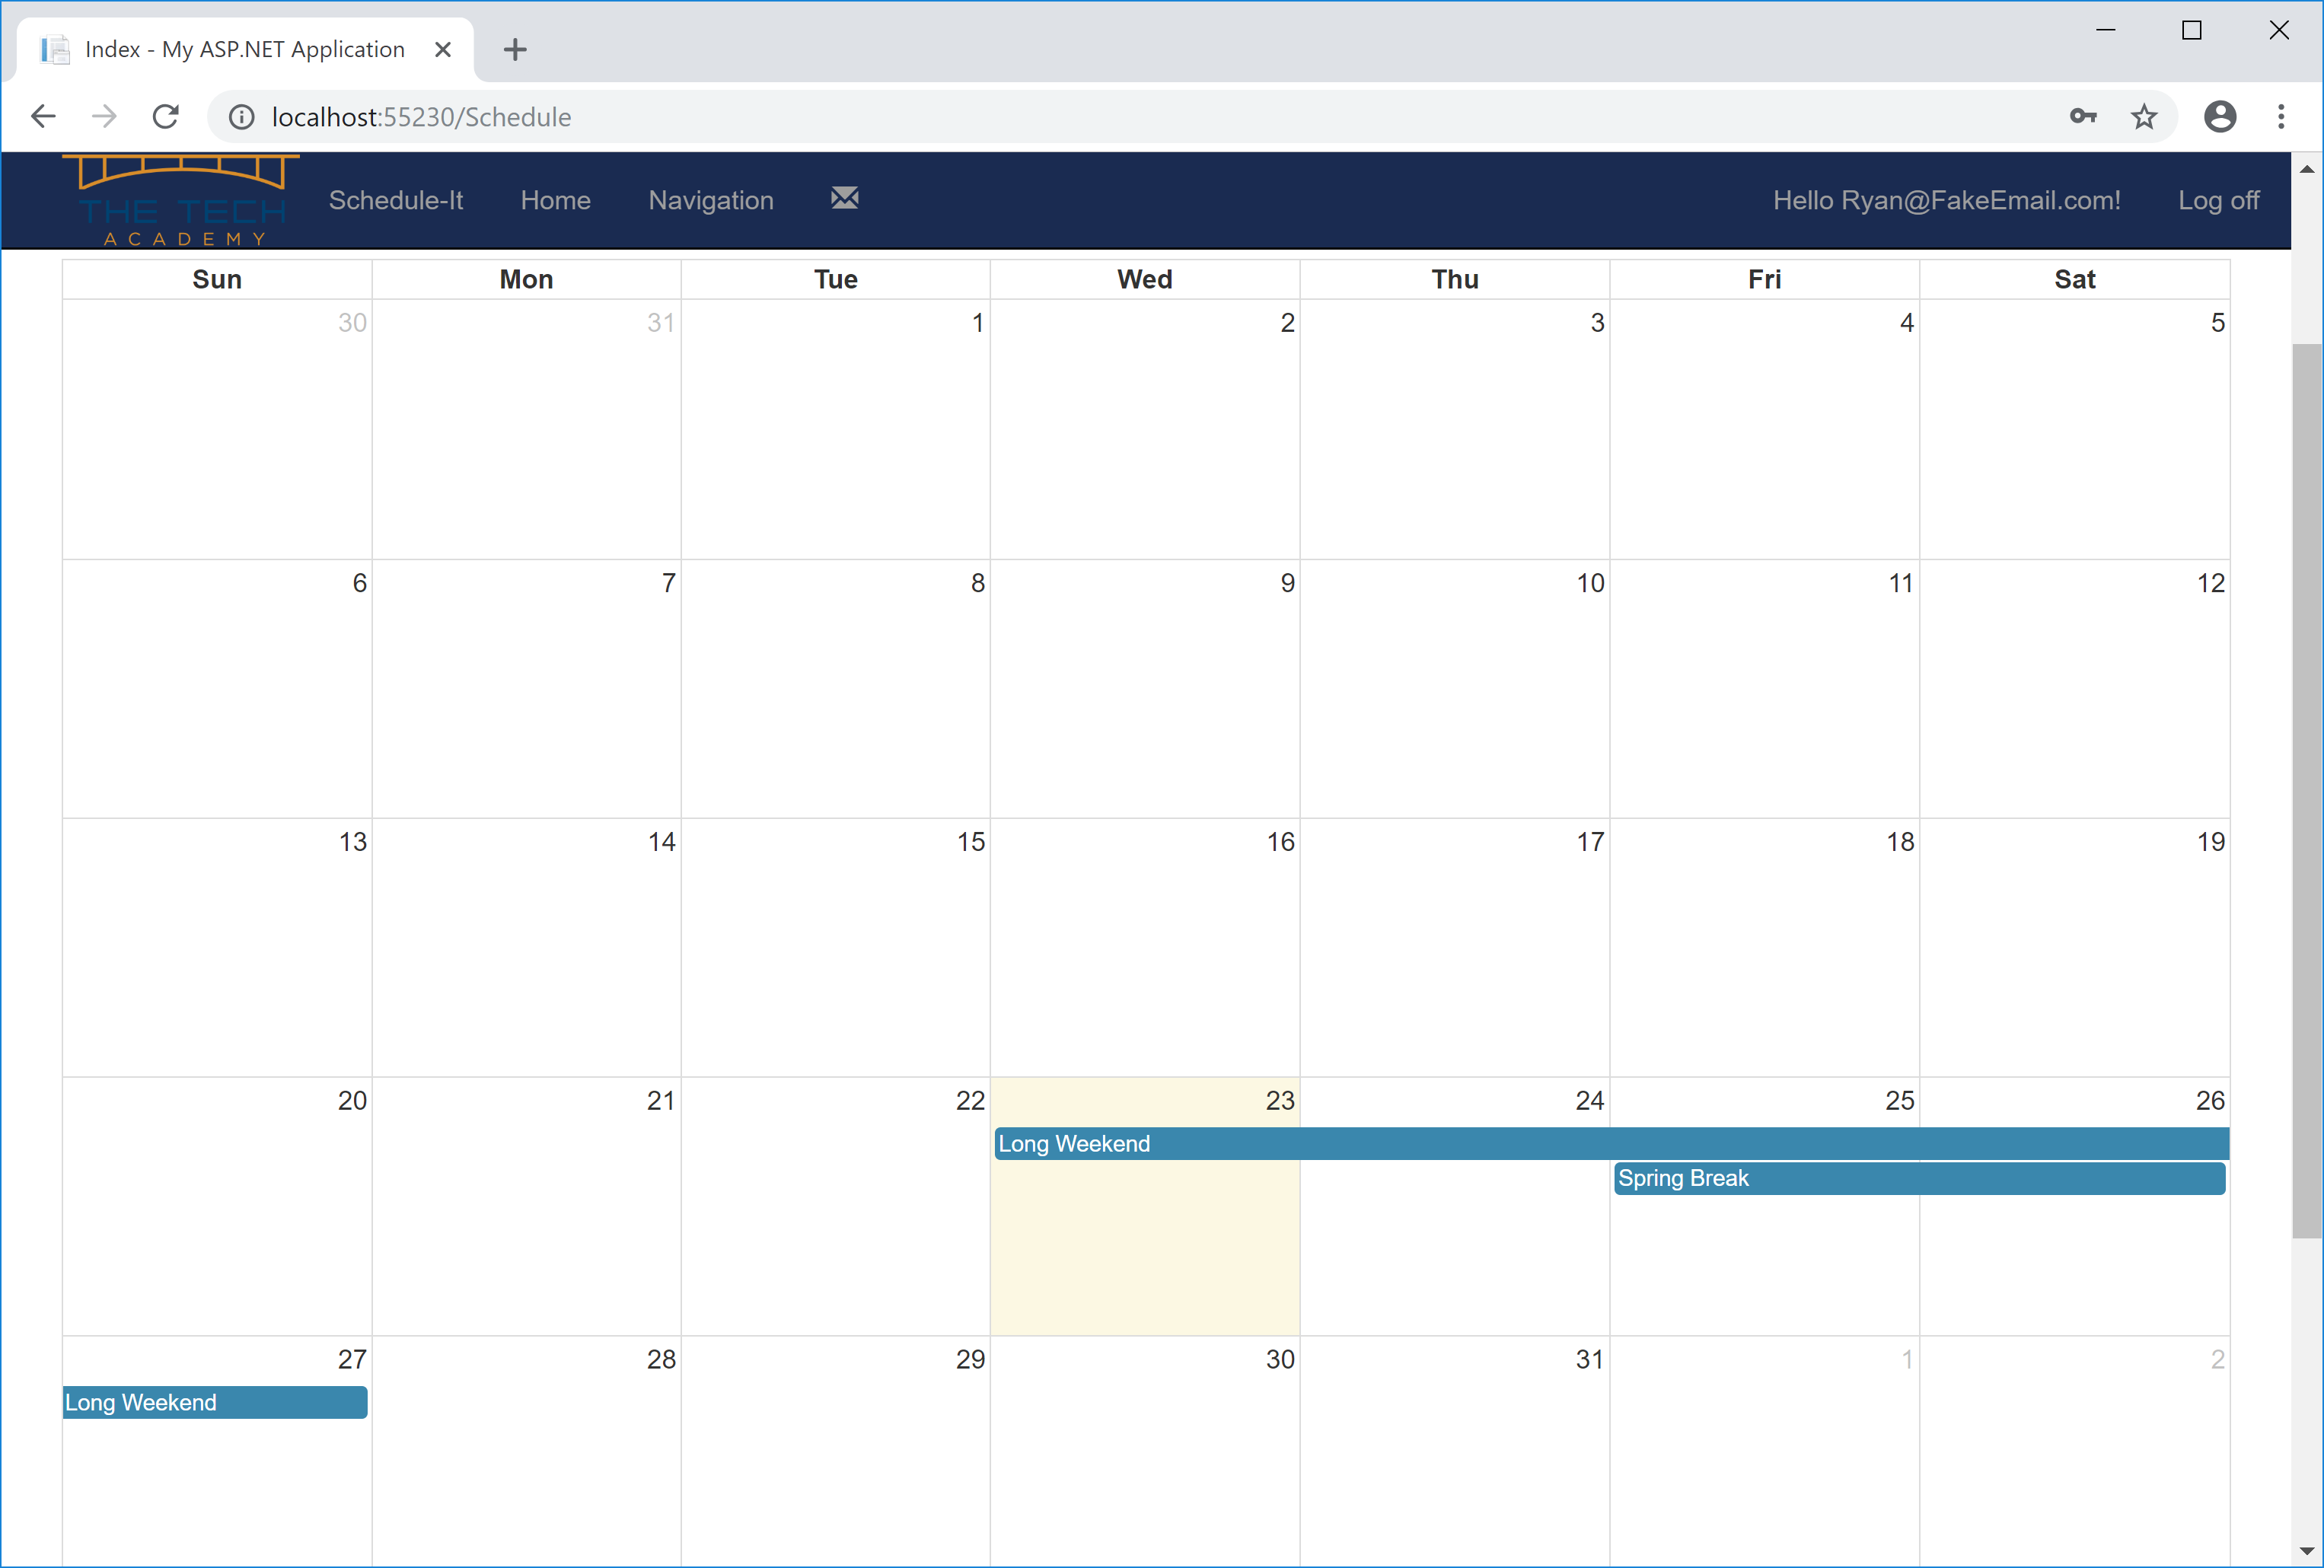 Index - My ASP.NET Application
localhost:55230/Schedule
THE TECH
ACADEMY
Schedule-It Home Navigation Hello Ryan@FakeEmail.com! Log off
Sun Mon Tue Wed Thu Fri Sat
30 31 1 2 3 4 5
6 7 8 9 10 11 12
13 14 15 16 17 18 19
20 21 22 23 24 25 26
Long Weekend
Spring Break
27 28 29 30 31 1 2
Long Weekend